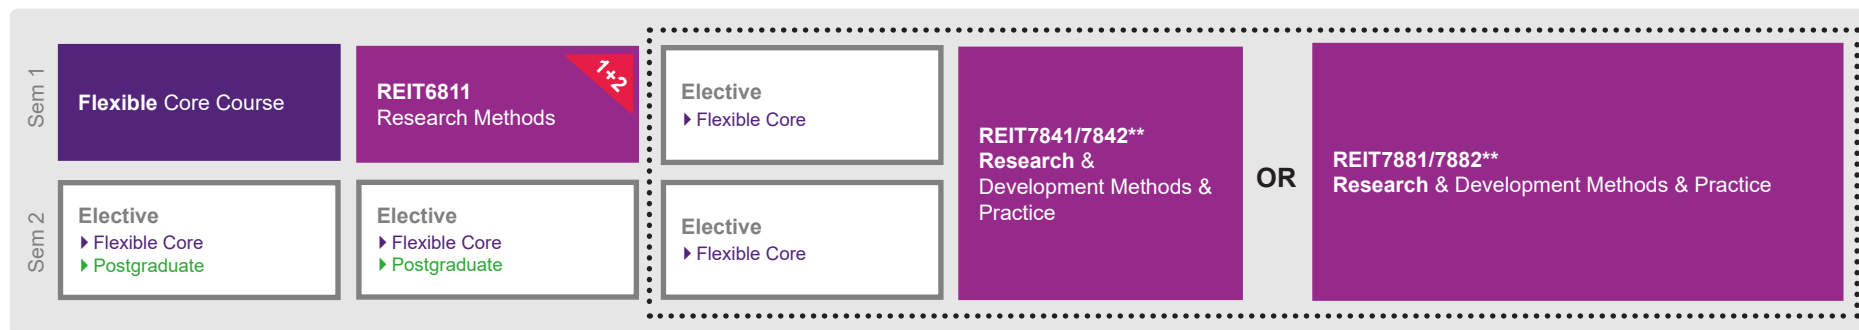 Sem 1
Flexible Core Course
REIT6811
Research Methods
1+2
Elective
Flexible Core
REIT7841/7842**
Research &
Development Methods &
Practice
OR
REIT7881/7882**
Research & Development Methods & Practice
Sem 2
Elective
Flexible Core
Postgraduate
Elective
Flexible Core
Postgraduate
Elective
Flexible Core